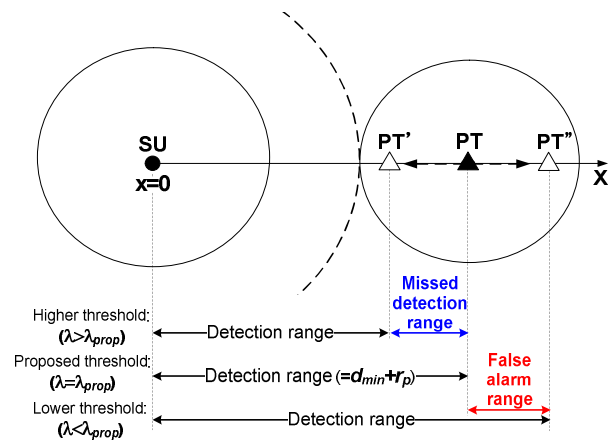 SU
x=0
PT'
PT
PT"
X
Missed
detection
range
Higher threshold:
(λ>λprop)
Detection range
Proposed threshold:
(λ=λprop)
Detection range (=dmin+rp)
False
alarm
range
Lower threshold:
(λ<λprop)
Detection range